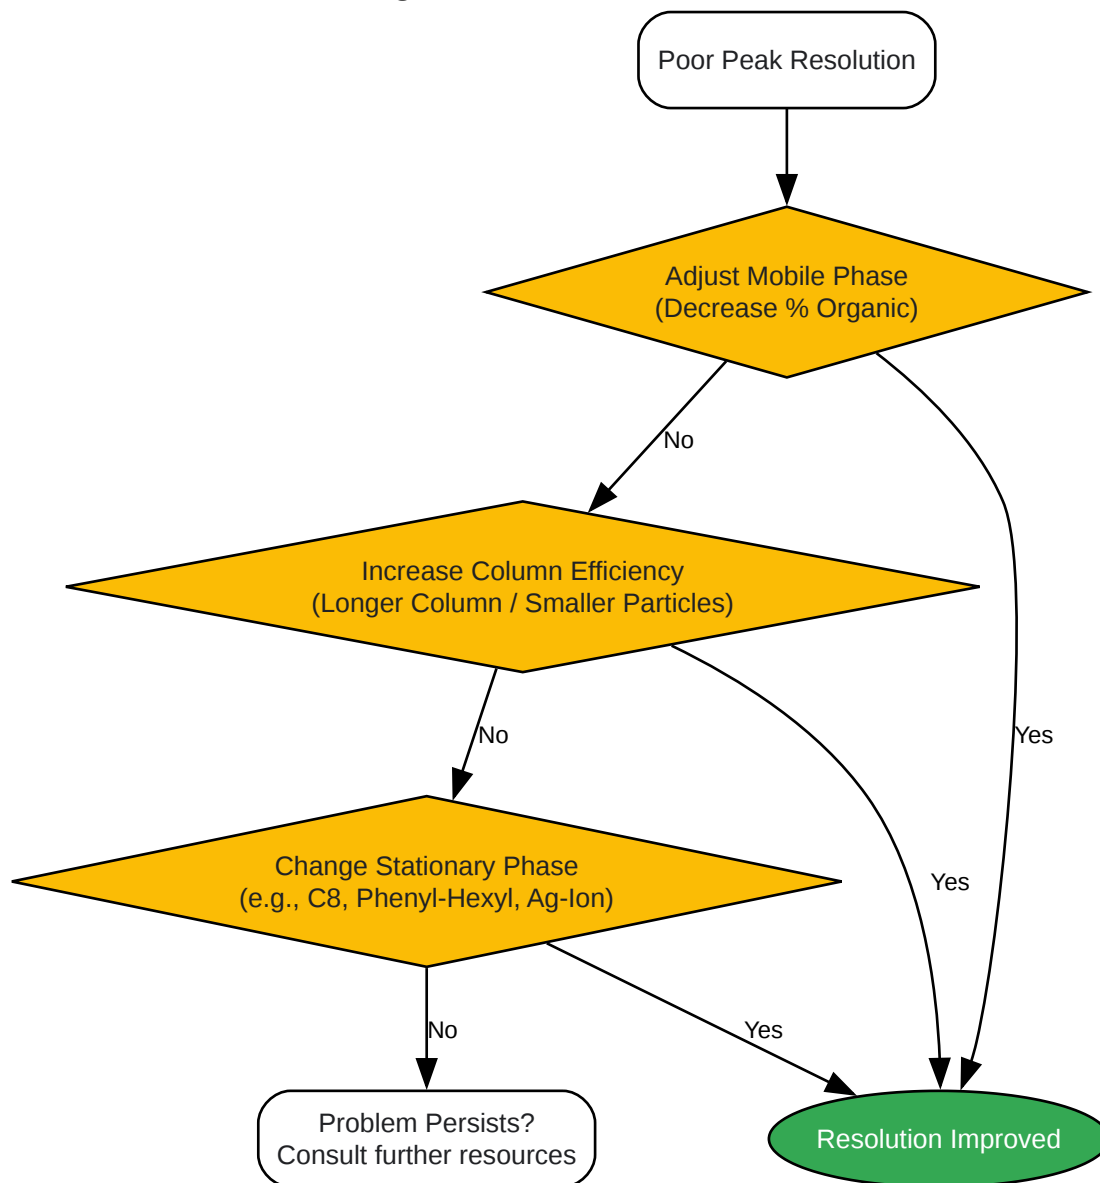 Poor Peak Resolution
Adjust Mobile Phase
(Decrease % Organic)
No
Increase Column Efficiency
(Longer Column / Smaller Particles)
No
Yes
Change Stationary Phase
(e.g., C8, Phenyl-Hexyl, Ag-Ion)
Yes
No
Yes
Problem Persists?
Consult further resources
Resolution Improved